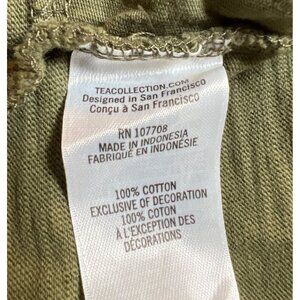 TEACOLLECTION.COM
Designed in San Francisco
Conçu à San Francisco
RN 107708
MADE IN INDONESIA
FABRIQUÉ EN INDONÉSIE
100% COTTON
EXCLUSIVE OF DECORATION
100% COTON
À L'EXCEPTION DES
DÉCORATIONS